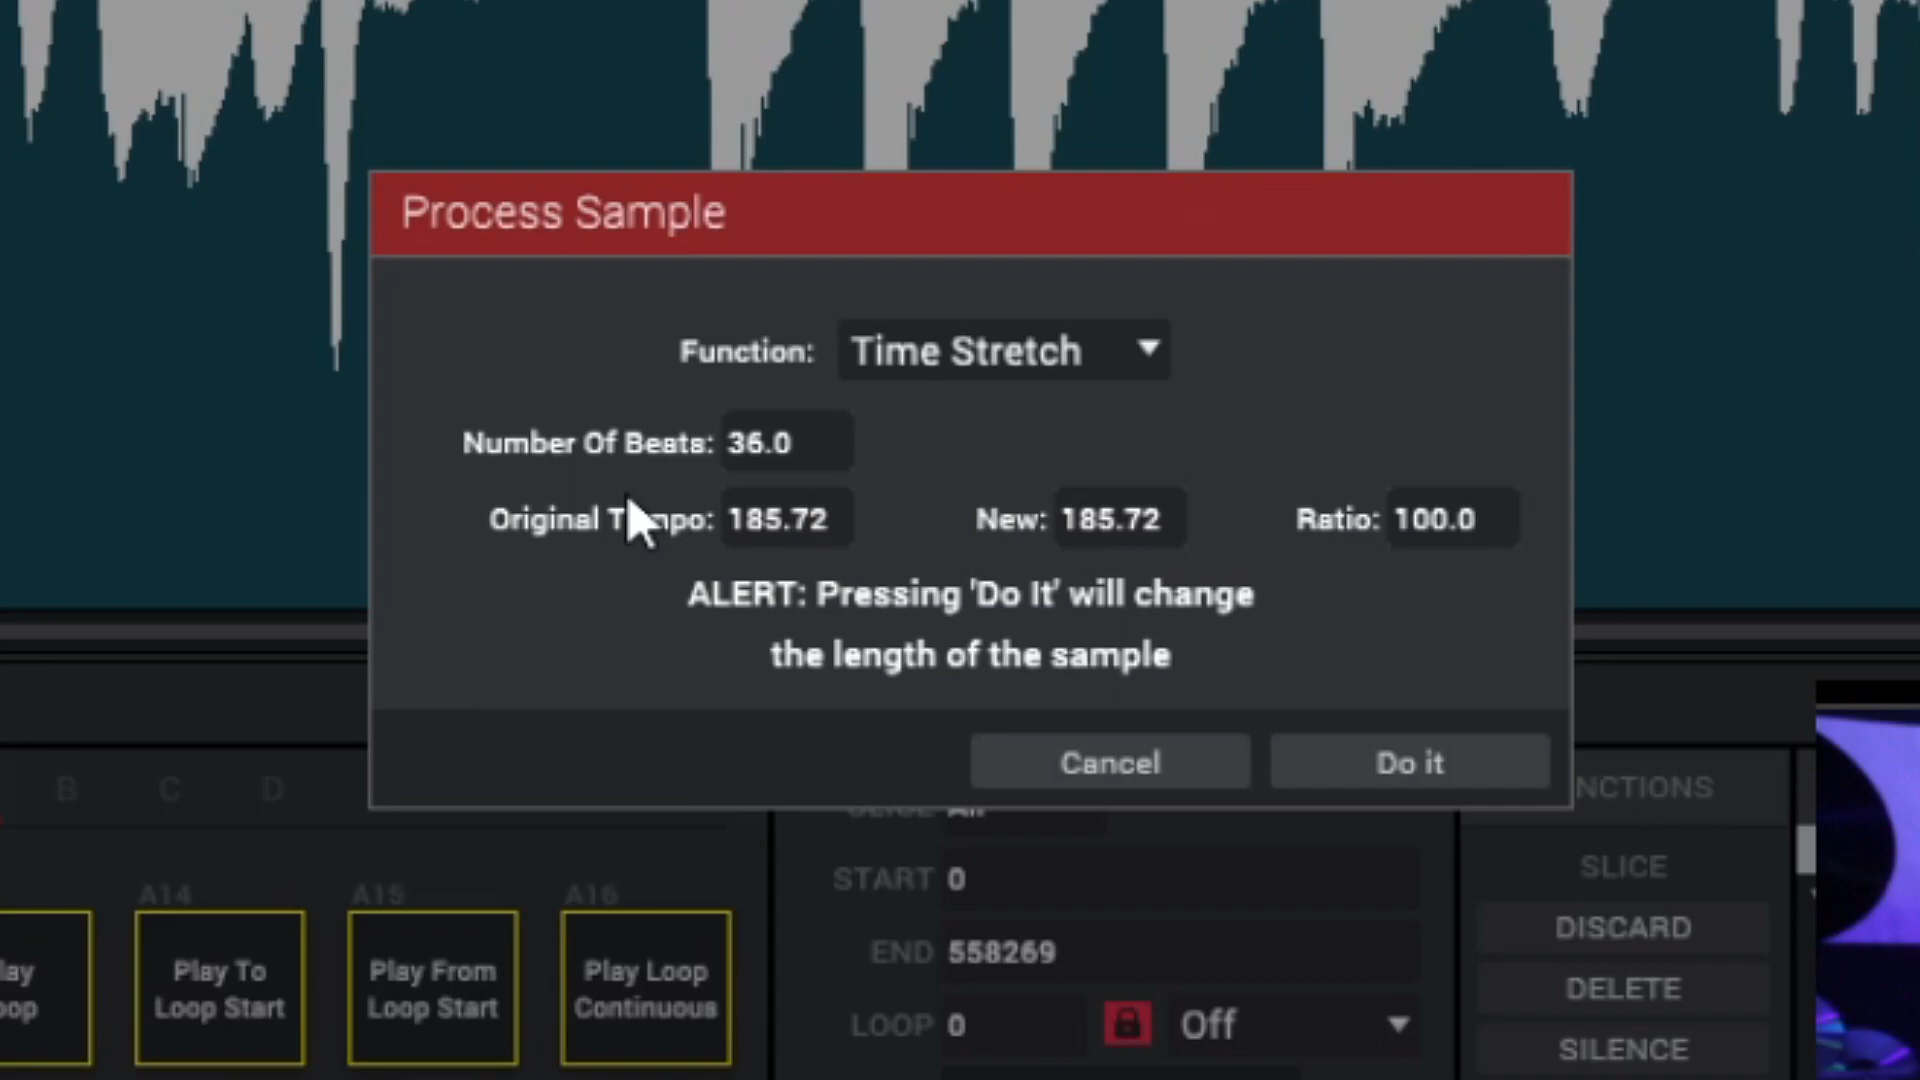 Process Sample
Function: Time Stretch
Number Of Beats: 36.0
Original Tempo: 185.72 New: 185.72 Ratio: 100.0
ALERT: Pressing 'Do It' will change
the length of the sample
Cancel Do it
B C D
A14 A15 A16
Play To
Loop Start
Play From
Loop Start
Play Loop
Continuous
START 0
END 558269
LOOP 0 Off
NCTIONS
SLICE
DISCARD
DELETE
SILENCE